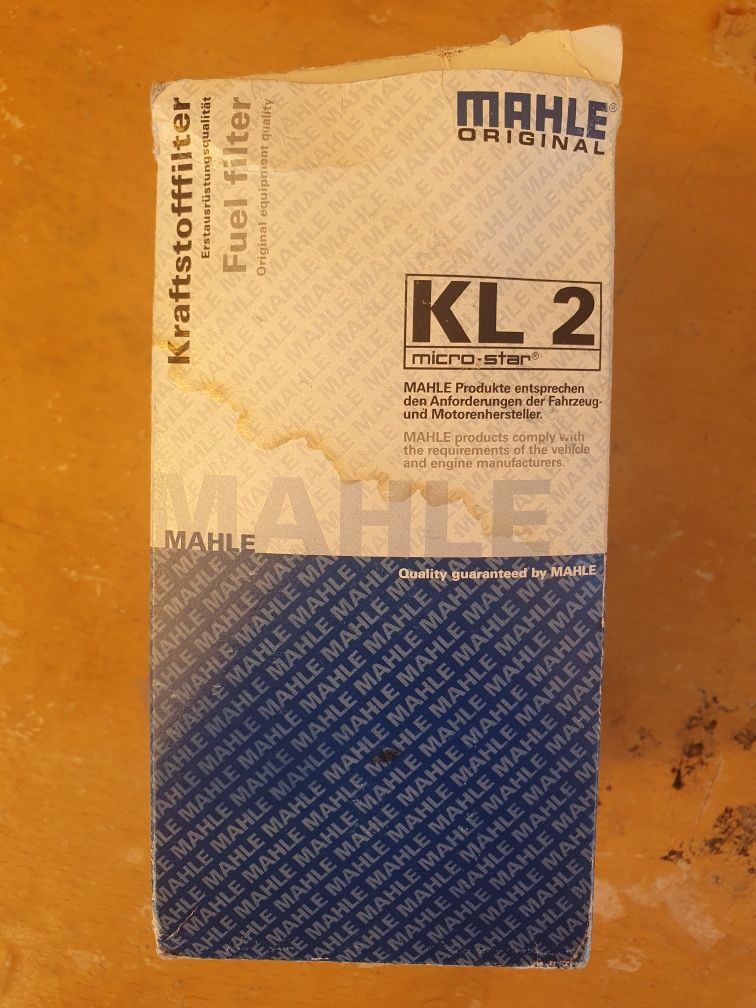 Kraftstofffilter
Erstausrüstungsqualität
Fuel filter
Original equipment quality
MAHLE®
ORIGINAL
KL 2
micro-star®
MAHLE Produkte entsprechen
den Anforderungen der Fahrzeug-
und Motorenhersteller.
MAHLE products comply with
the requirements of the vehicle
and engine manufacturers.
MAHLE
MAHLE
Quality guaranteed by MAHLE